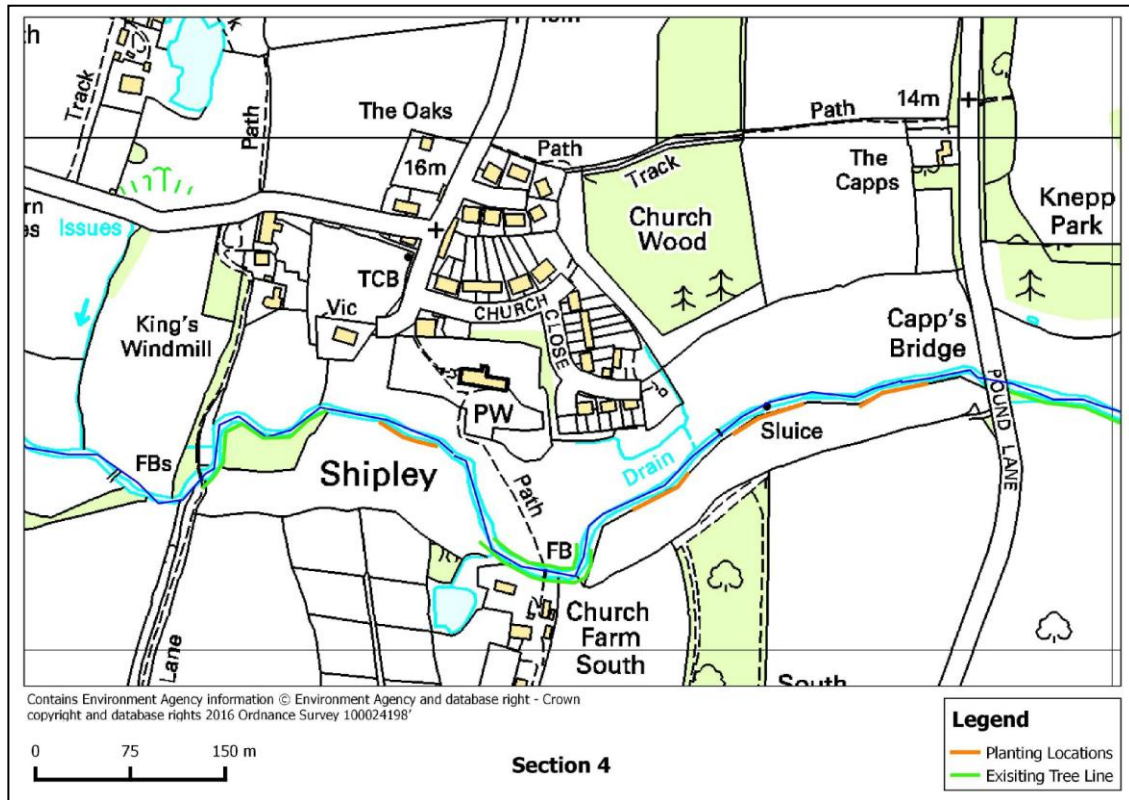 th
Track
Path
The Oaks
16m
Path
Track
Path
14m
The
Capps
Knepp
Park
Church
Wood
rn
es
Issues
TCB
Vic
CHURCH
CLOSE
King's
Windmill
Capp's
Bridge
PW
POUND LANE
Sluice
Drain
FBs
Shipley
Path
FB
Church
Farm
South
Lane
South
Contains Environment Agency information © Environment Agency and database right - Crown
copyright and database rights 2016 Ordnance Survey 100024198'
0 75 150 m
Section 4
Legend
Planting Locations
Exisiting Tree Line